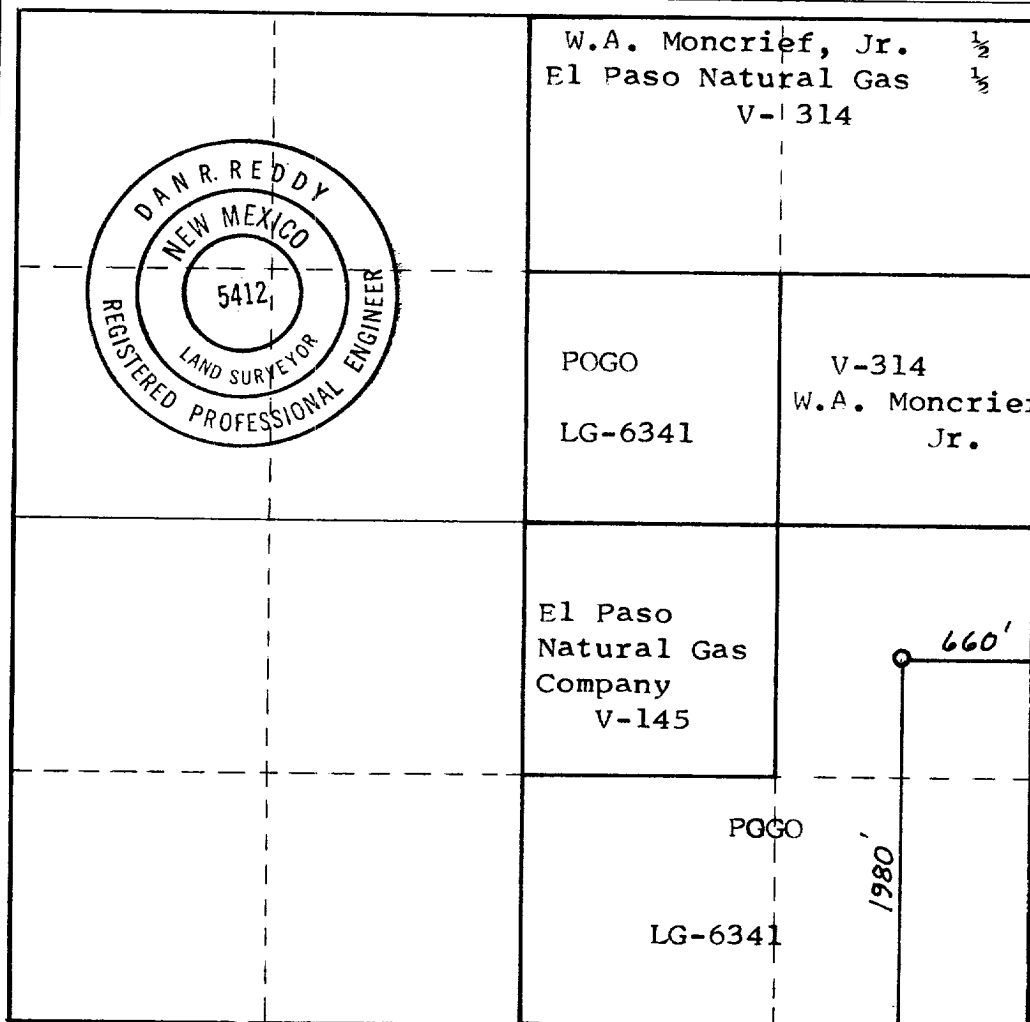 W.A. Moncrief, Jr. ½
El Paso Natural Gas ½
V-314
DAN R. REDDY
NEW MEXICO
5412
LAND SURVEYOR
REGISTERED PROFESSIONAL ENGINEER
POGO
LG-6341
V-314
W.A. Moncrief
Jr.
El Paso
Natural Gas
Company
V-145
660'
POGO
1980'
LG-6341